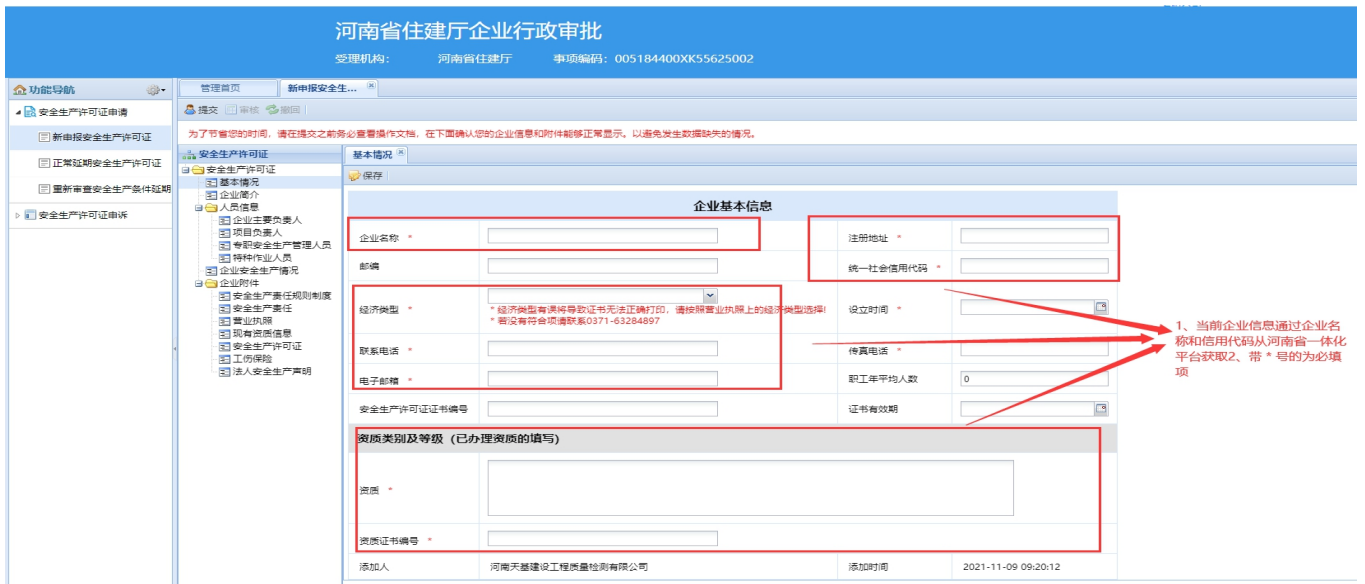 河南省住建厅企业行政审批
受理机构： 河南省住建厅 事项编码：005184400XK55625002
功能导航
安全生产许可证申请
新申报安全生产许可证
正常延期安全生产许可证
重新审查安全生产条件延期
安全生产许可证申诉
管理首页 新申报安全生...
提交 审核 撤回
为了节省您的时间，请在提交之前务必查看操作文档，在下面确认您的企业信息和附件能够正常显示。以避免发生数据缺失的情况。
安全生产许可证
安全生产许可证
基本情况
企业简介
人员信息
企业主要负责人
项目负责人
专职安全生产管理人员
特种作业人员
企业安全生产情况
企业附件
安全生产责任规则制度
安全生产责任
营业执照
现有资质信息
安全生产许可证
工伤保险
法人安全生产声明
基本情况
保存
企业基本信息
企业名称 * 注册地址 *
邮编 统一社会信用代码 *
经济类型 * 设立时间 *
* 经济类型有误将导致证书无法正确打印，请按照营业执照上的经济类型选择!
* 若没有符合项请联系0371-63284897
联系电话 * 传真电话 *
电子邮箱 * 职工年平均人数 0
安全生产许可证证书编号 证书有效期
资质类别及等级（已办理资质的填写）
资质 *
资质证书编号 *
添加人 河南天基建设工程质量检测有限公司 添加时间 2021-11-09 09:20:12
1、当前企业信息通过企业名
称和信用代码从河南省一体化
平台获取2、带 * 号的为必填
项